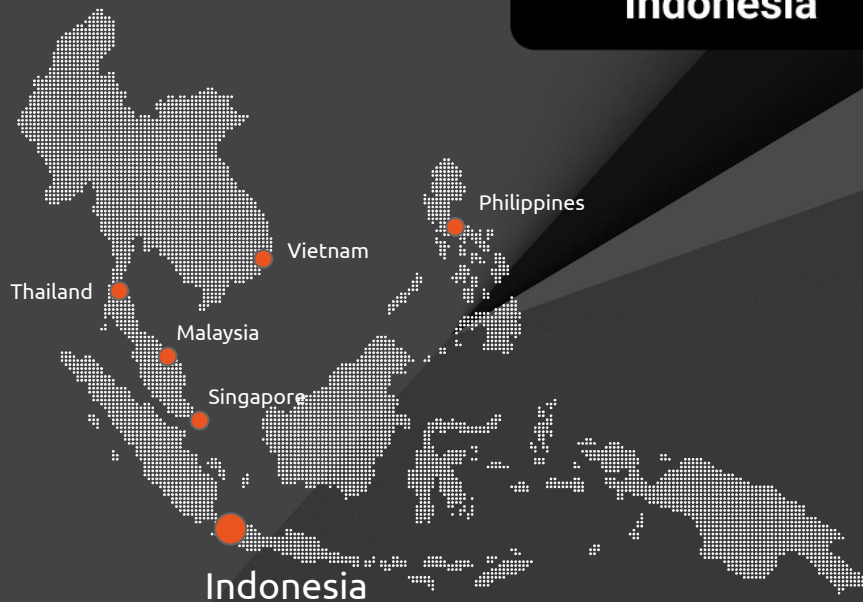 Indonesia
Philippines
Vietnam
Thailand
Malaysia
Singapore
Indonesia